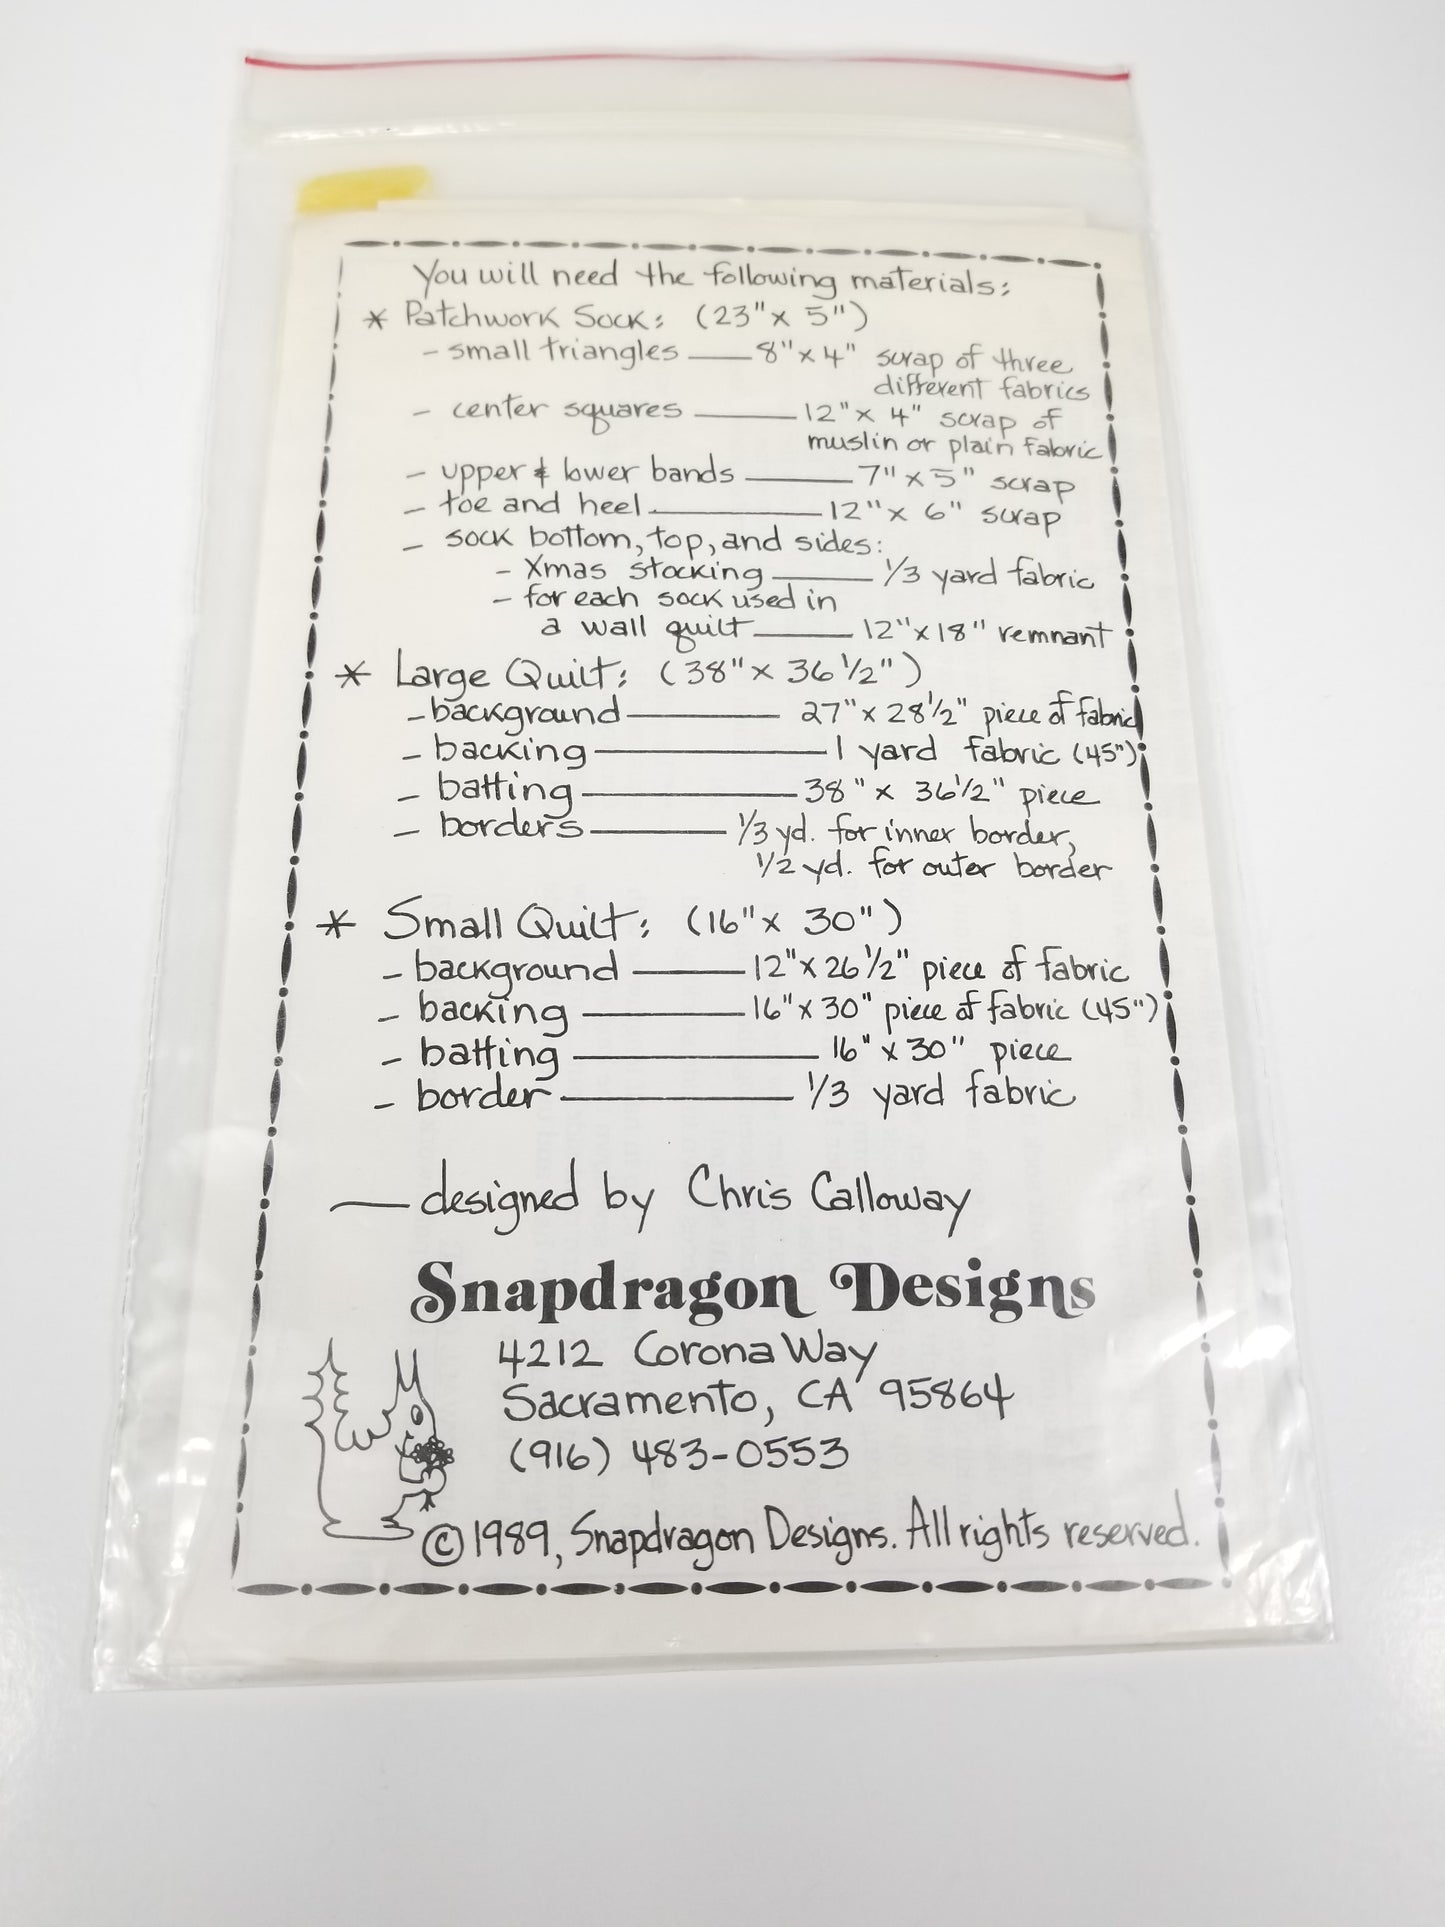 You will need the following materials:
* Patchwork Sock: (23" x 5")
- small triangles —— 8" x 4" scrap of three
different fabrics
- center squares —— 12" x 4" scrap of
muslin or plain fabric
- upper & lower bands —— 7" x 5" scrap
- toe and heel —— 12" x 6" scrap
- sock bottom, top, and sides:
- Xmas stocking —— 1/3 yard fabric
- for each sock used in
a wall quilt —— 12" x 18" remnant
* Large Quilt: (38" x 36 1/2")
- background —— 27" x 28 1/2" piece of fabric
- backing —— 1 yard fabric (45")
- batting —— 38" x 36 1/2" piece
- borders —— 1/3 yd. for inner border,
1/2 yd. for outer border
* Small Quilt: (16" x 30")
- background —— 12" x 26 1/2" piece of fabric
- backing —— 16" x 30" piece of fabric (45")
- batting —— 16" x 30" piece
- border —— 1/3 yard fabric
— designed by Chris Calloway
Snapdragon Designs
4212 Corona Way
Sacramento, CA 95864
(916) 483-0553
© 1989, Snapdragon Designs. All rights reserved.